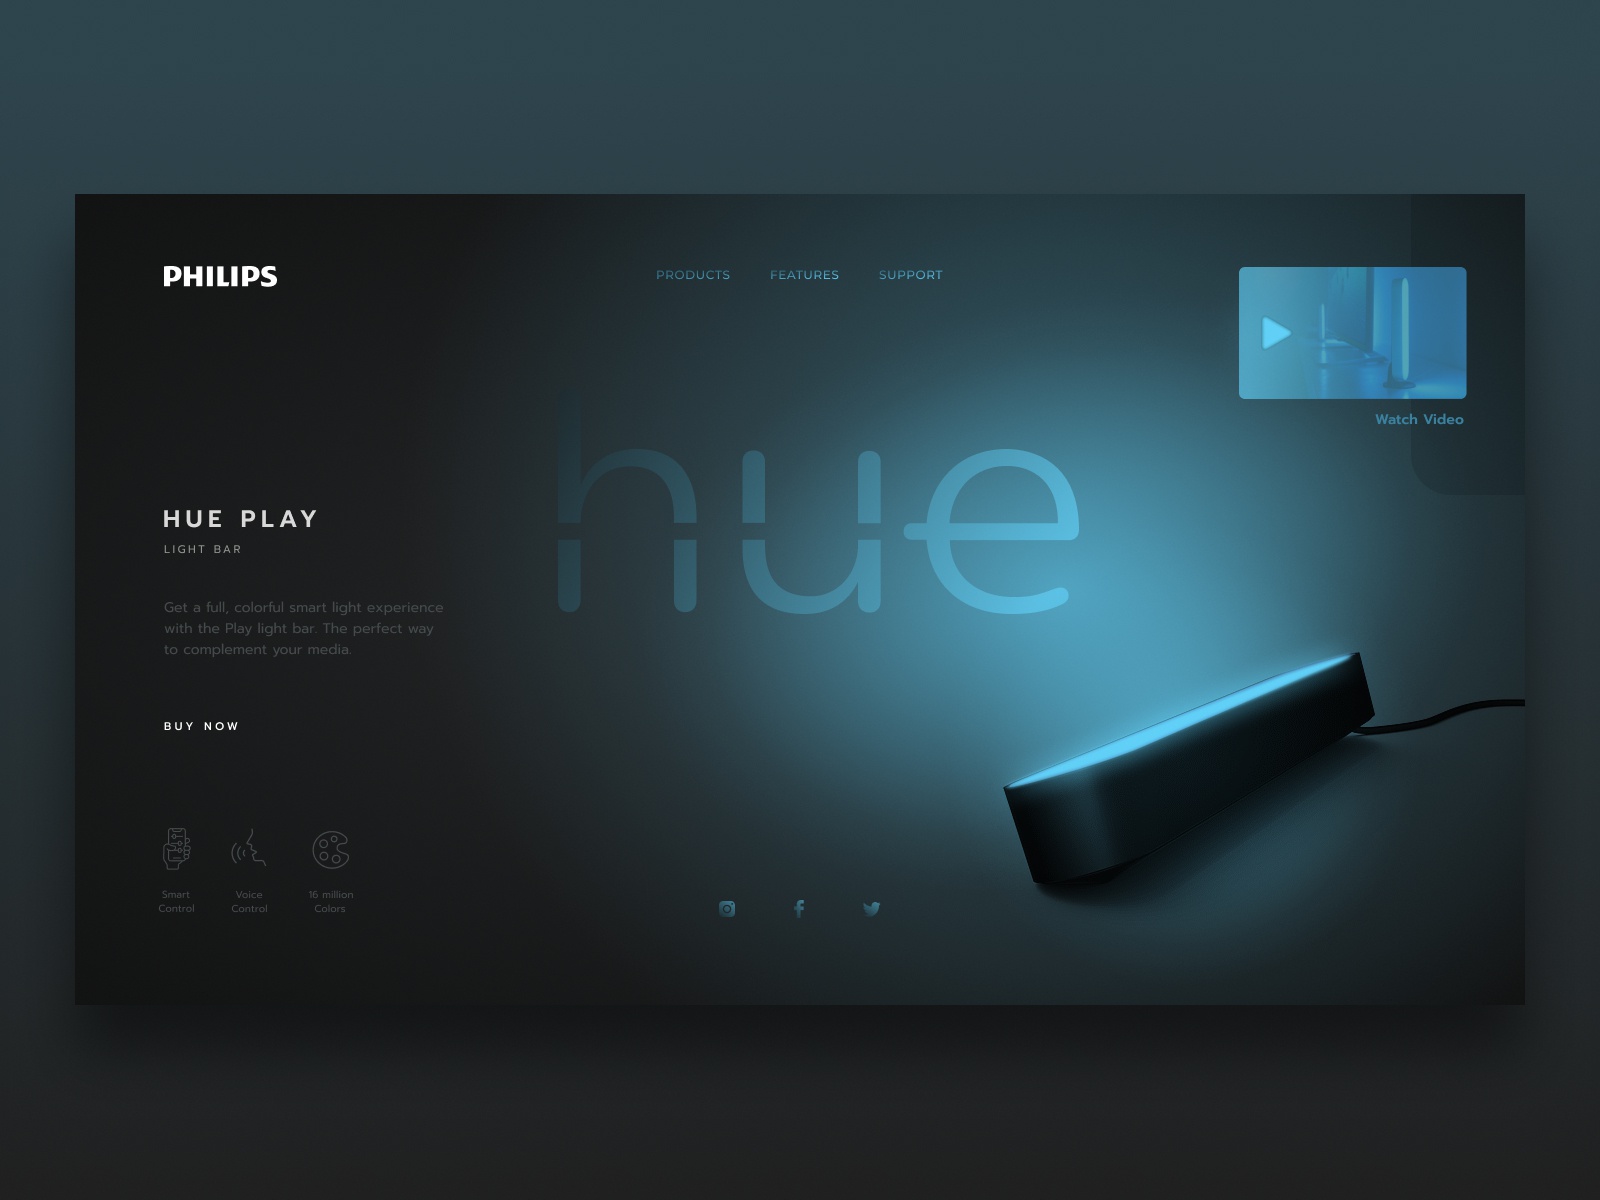 PHILIPS
PRODUCTS
FEATURES
SUPPORT
Watch Video
hue
HUE PLAY
LIGHT BAR
Get a full, colorful smart light experience
with the Play light bar. The perfect way
to complement your media.
BUY NOW
Smart
Control
Voice
Control
16 million
Colors